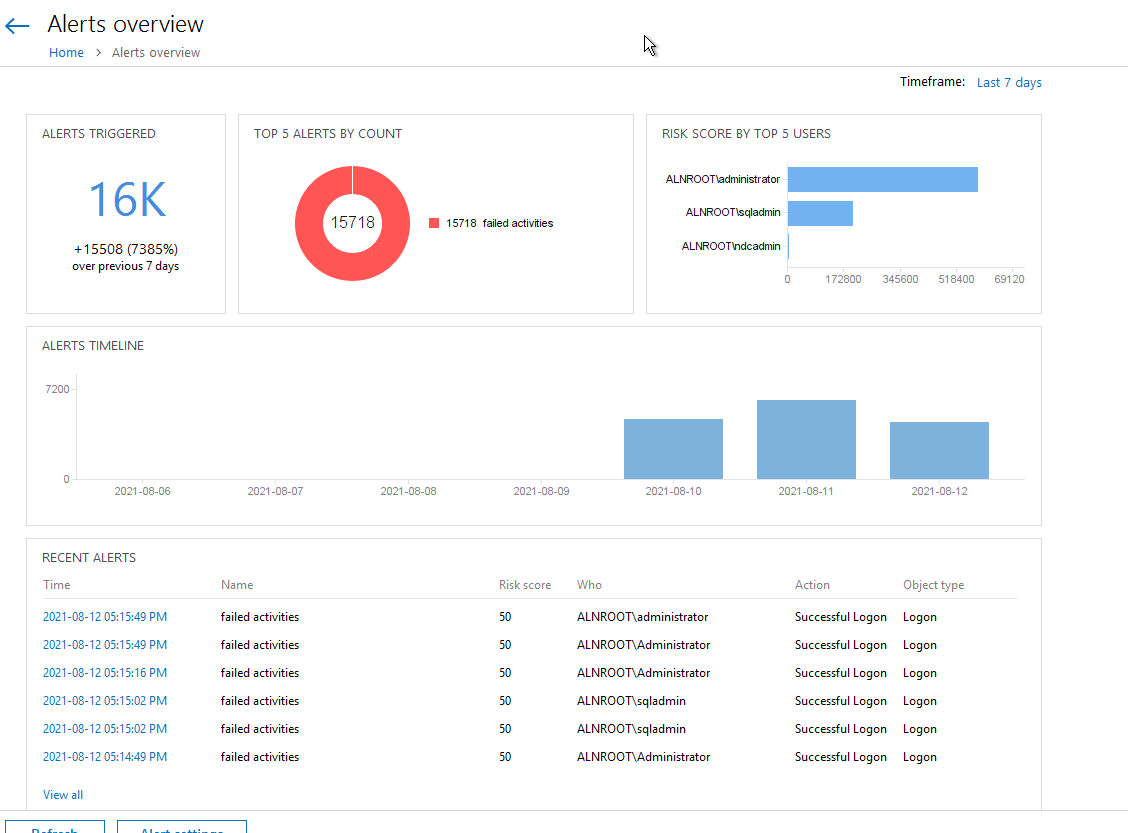 Alerts overview
Home > Alerts overview
Timeframe: Last 7 days
ALERTS TRIGGERED
16K
+15508 (7385%)
over previous 7 days
TOP 5 ALERTS BY COUNT
15718
15718 failed activities
RISK SCORE BY TOP 5 USERS
ALNROOT\administrator
ALNROOT\sqladmin
ALNROOT\ndcadmin
0 172800 345600 518400 69120
ALERTS TIMELINE
7200
0
2021-08-06 2021-08-07 2021-08-08 2021-08-09 2021-08-10 2021-08-11 2021-08-12
RECENT ALERTS
Time Name Risk score Who Action Object type
2021-08-12 05:15:49 PM failed activities 50 ALNROOT\administrator Successful Logon Logon
2021-08-12 05:15:49 PM failed activities 50 ALNROOT\Administrator Successful Logon Logon
2021-08-12 05:15:16 PM failed activities 50 ALNROOT\Administrator Successful Logon Logon
2021-08-12 05:15:02 PM failed activities 50 ALNROOT\sqladmin Successful Logon Logon
2021-08-12 05:15:02 PM failed activities 50 ALNROOT\sqladmin Successful Logon Logon
2021-08-12 05:14:49 PM failed activities 50 ALNROOT\Administrator Successful Logon Logon
View all
Refresh Alert settings